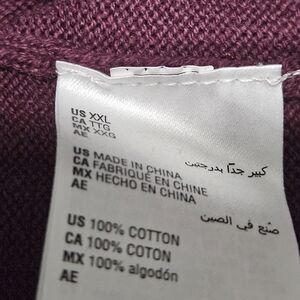 US XXL
CA TTG
MX XXG
AE كبير جداً بدرجتين
US MADE IN CHINA
CA FABRIQUÉ EN CHINE
MX HECHO EN CHINA
AE صنع في الصين
US 100% COTTON
CA 100% COTON
MX 100% algodón
AE